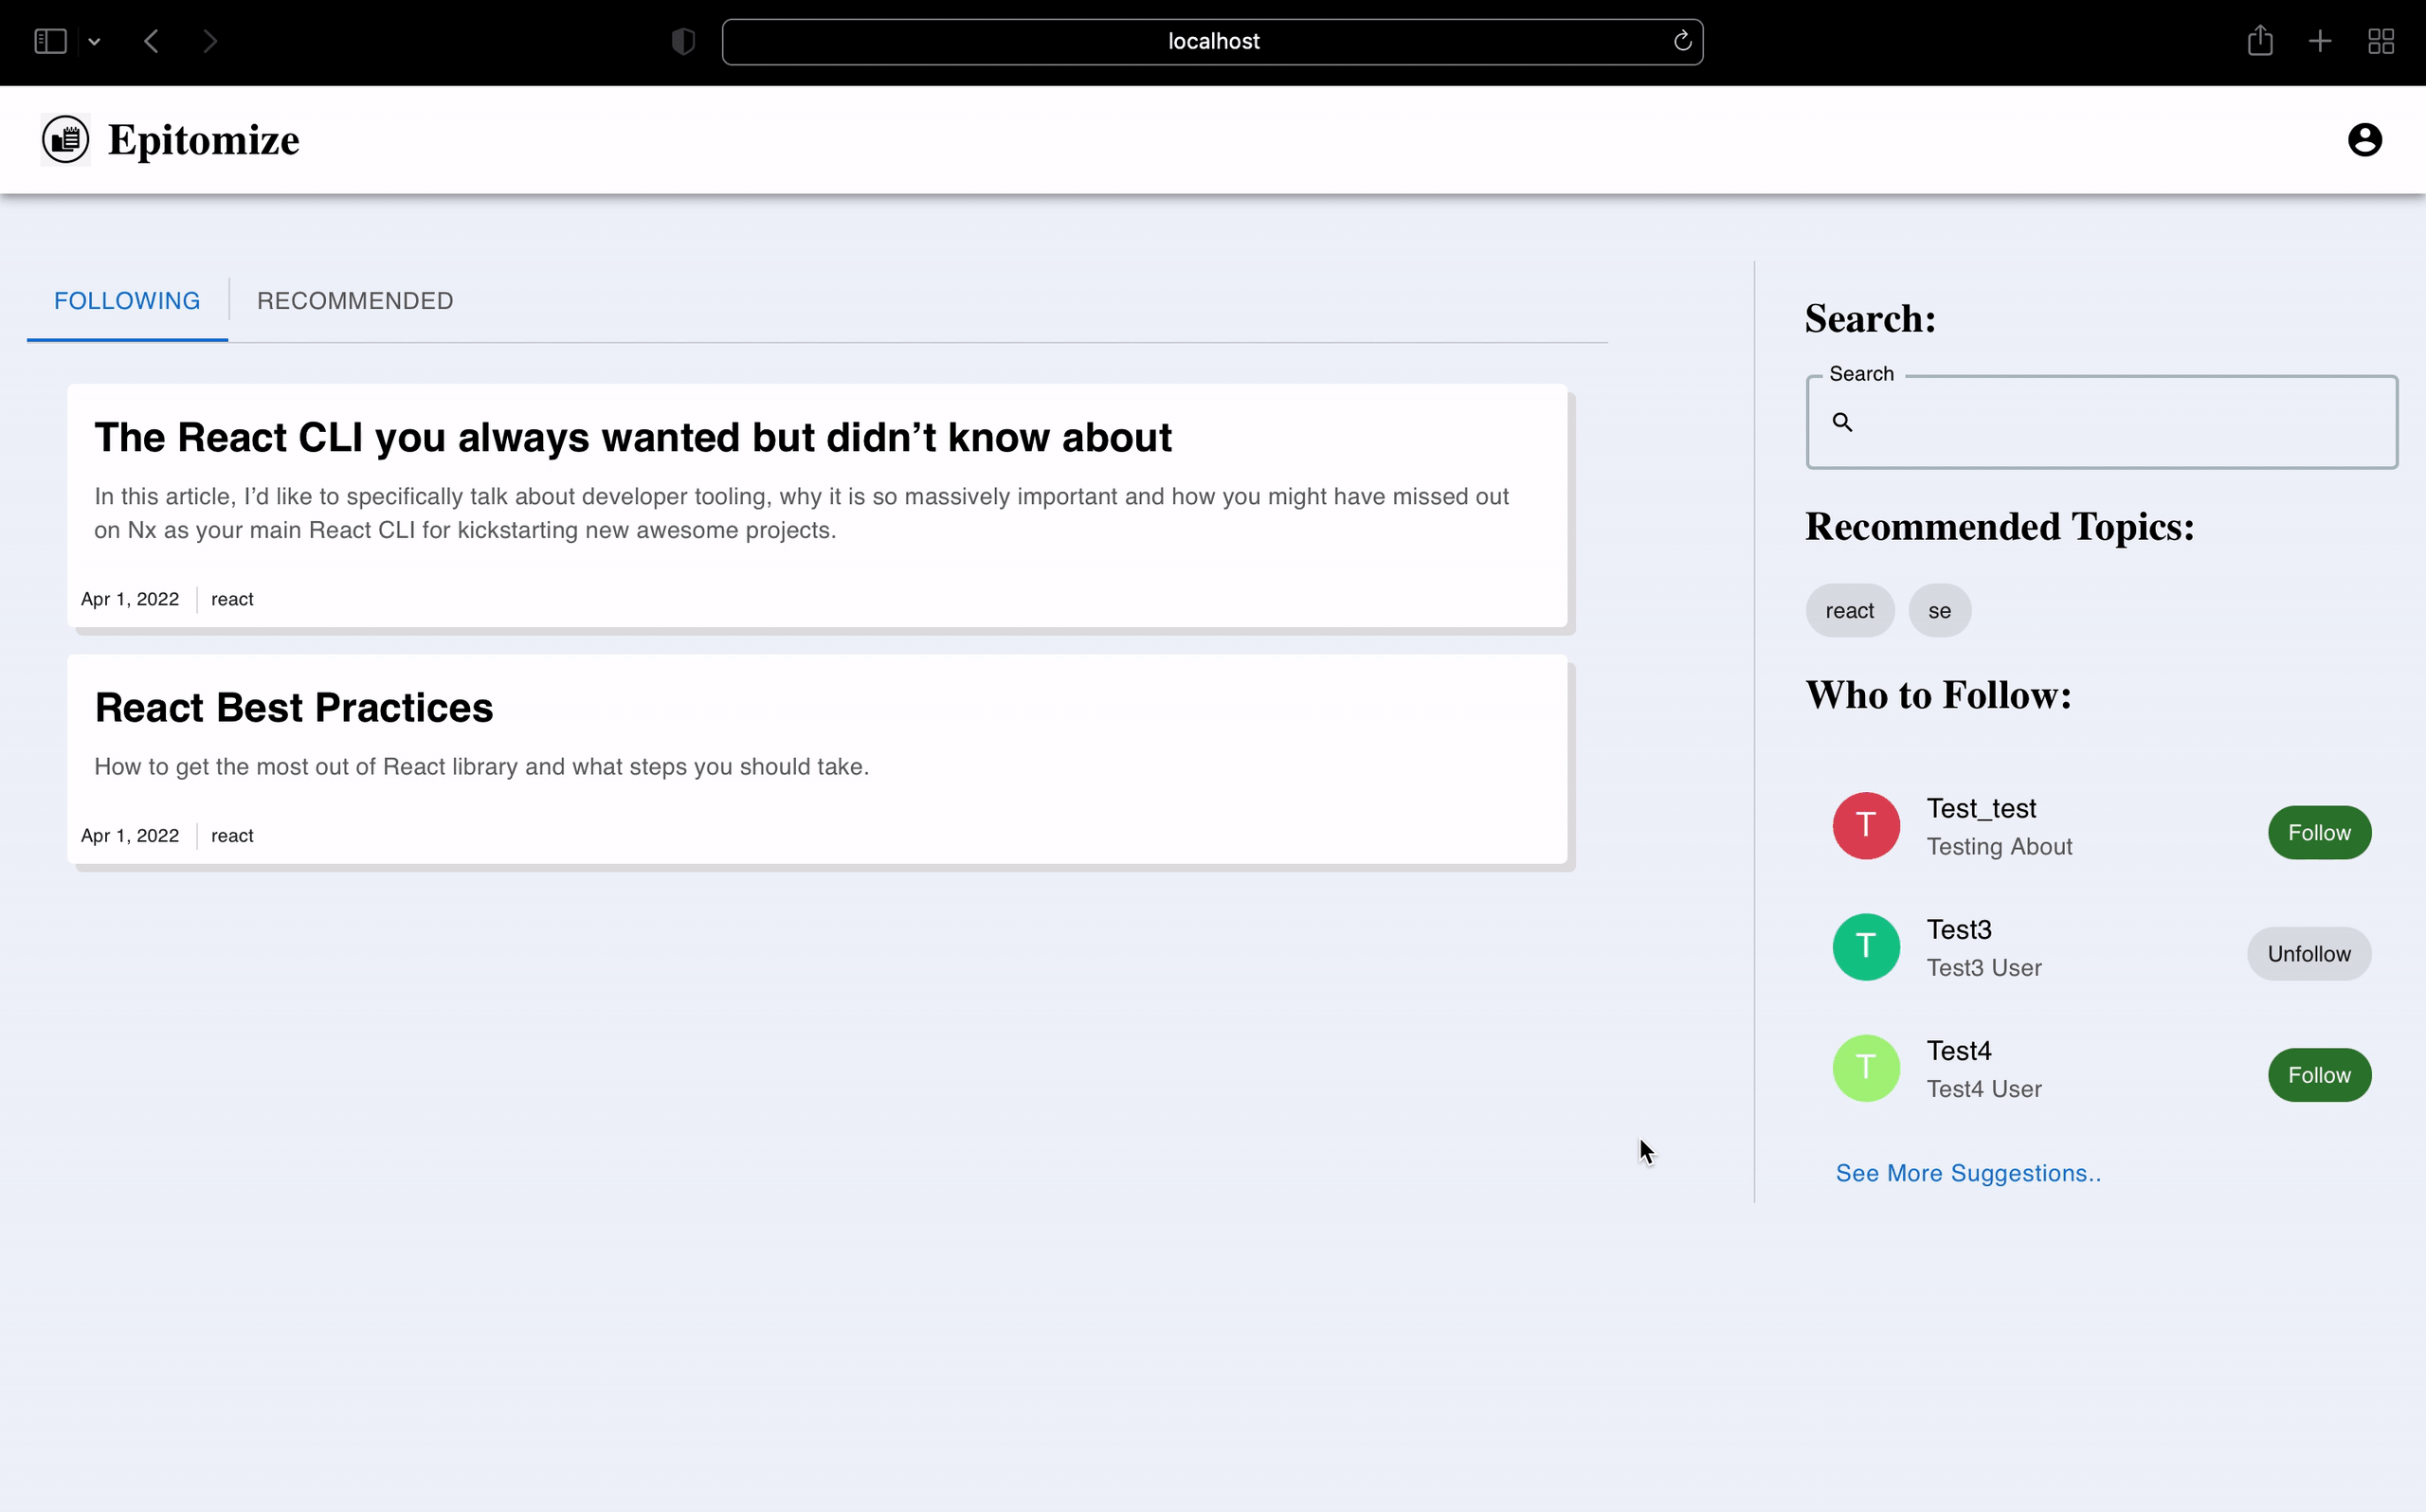 localhost
Epitomize
FOLLOWING
RECOMMENDED
The React CLI you always wanted but didn’t know about
In this article, I’d like to specifically talk about developer tooling, why it is so massively important and how you might have missed out
on Nx as your main React CLI for kickstarting new awesome projects.
Apr 1, 2022 react
React Best Practices
How to get the most out of React library and what steps you should take.
Apr 1, 2022 react
Search:
Search
Recommended Topics:
react se
Who to Follow:
T
Test_test
Testing About
Follow
T
Test3
Test3 User
Unfollow
T
Test4
Test4 User
Follow
See More Suggestions..